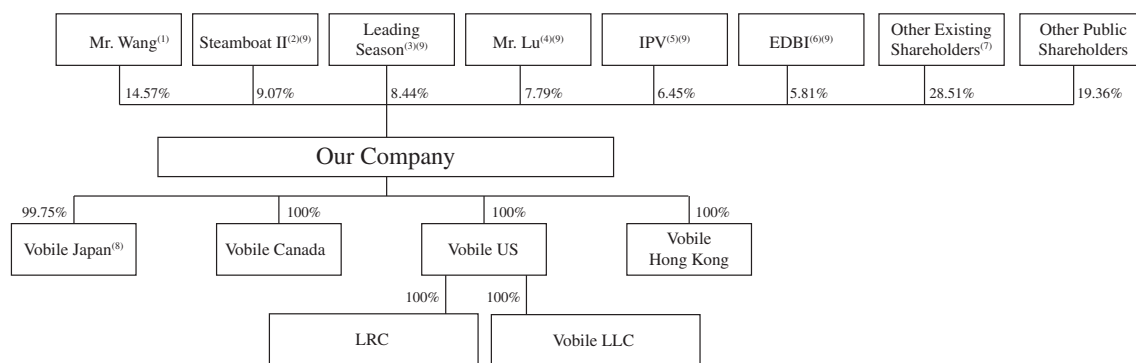 Mr. Wang(1)
Steamboat II(2)(9)
Leading
Season(3)(9)
Mr. Lu(4)(9)
IPV(5)(9)
EDBI(6)(9)
Other Existing
Shareholders(7)
Other Public
Shareholders
14.57%
9.07%
8.44%
7.79%
6.45%
5.81%
28.51%
19.36%
Our Company
99.75%
100%
100%
100%
Vobile Japan(8)
Vobile Canada
Vobile US
Vobile
Hong Kong
100%
100%
LRC
Vobile LLC